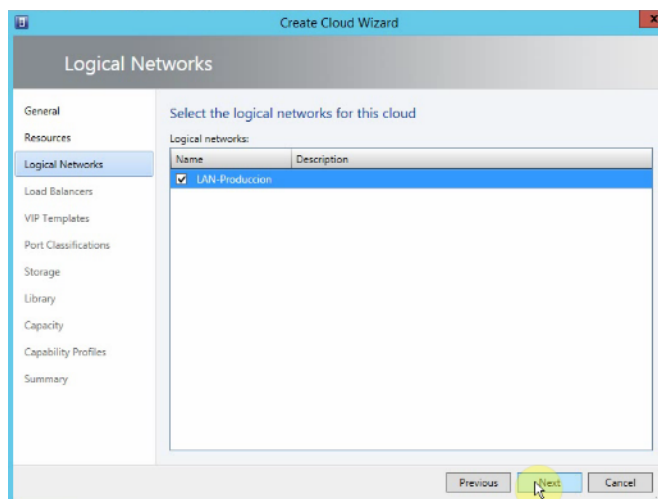 Create Cloud Wizard
x
Logical Networks
General
Resources
Logical Networks
Load Balancers
VIP Templates
Port Classifications
Storage
Library
Capacity
Capability Profiles
Summary
Select the logical networks for this cloud
Logical networks:
Name Description
LAN-Produccion
Previous Next Cancel